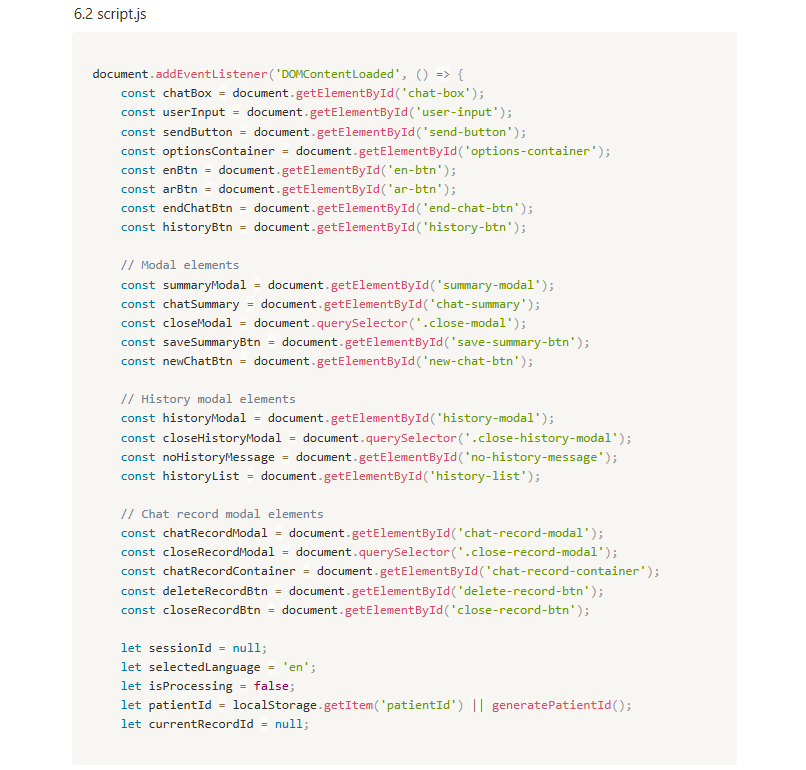 6.2 script.js
document.addEventListener('DOMContentLoaded', () => {
    const chatBox = document.getElementById('chat-box');
    const userInput = document.getElementById('user-input');
    const sendButton = document.getElementById('send-button');
    const optionsContainer = document.getElementById('options-container');
    const enBtn = document.getElementById('en-btn');
    const arBtn = document.getElementById('ar-btn');
    const endChatBtn = document.getElementById('end-chat-btn');
    const historyBtn = document.getElementById('history-btn');

    // Modal elements
    const summaryModal = document.getElementById('summary-modal');
    const chatSummary = document.getElementById('chat-summary');
    const closeModal = document.querySelector('.close-modal');
    const saveSummaryBtn = document.getElementById('save-summary-btn');
    const newChatBtn = document.getElementById('new-chat-btn');

    // History modal elements
    const historyModal = document.getElementById('history-modal');
    const closeHistoryModal = document.querySelector('.close-history-modal');
    const noHistoryMessage = document.getElementById('no-history-message');
    const historyList = document.getElementById('history-list');

    // Chat record modal elements
    const chatRecordModal = document.getElementById('chat-record-modal');
    const closeRecordModal = document.querySelector('.close-record-modal');
    const chatRecordContainer = document.getElementById('chat-record-container');
    const deleteRecordBtn = document.getElementById('delete-record-btn');
    const closeRecordBtn = document.getElementById('close-record-btn');

    let sessionId = null;
    let selectedLanguage = 'en';
    let isProcessing = false;
    let patientId = localStorage.getItem('patientId') || generatePatientId();
    let currentRecordId = null;